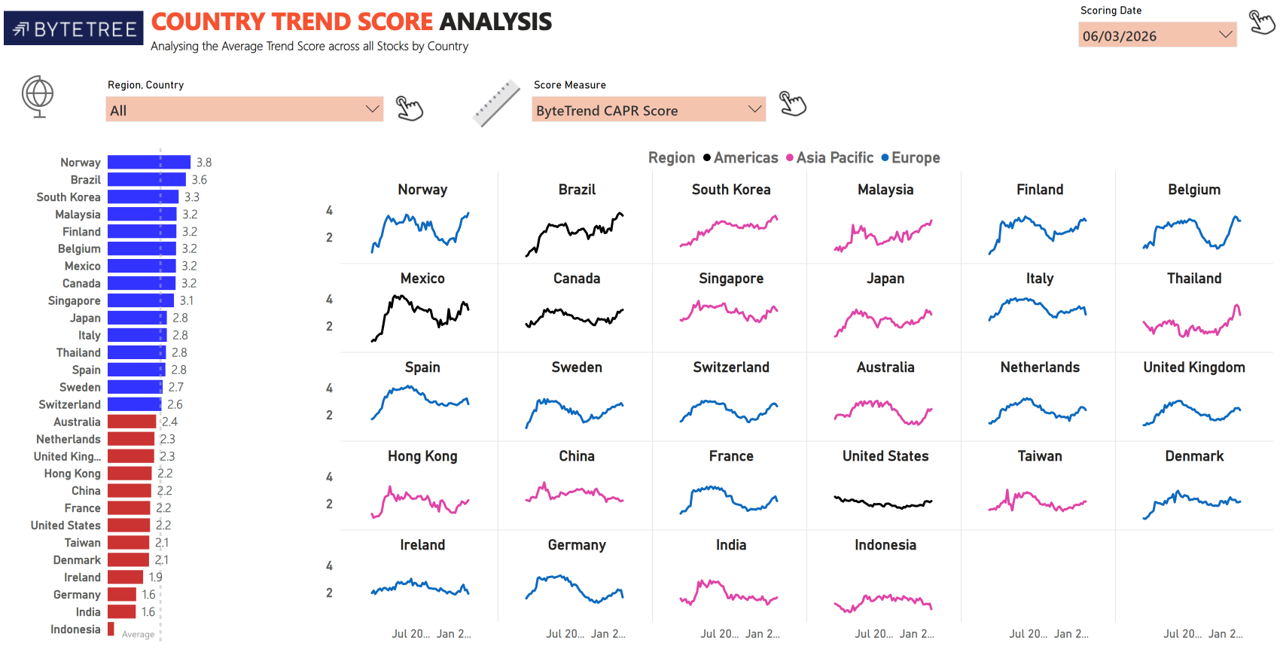 BYTETREE
COUNTRY TREND SCORE ANALYSIS
Analysing the Average Trend Score across all Stocks by Country
Scoring Date
06/03/2026
Region, Country
All
Score Measure
ByteTrend CAPR Score
Norway 3.8
Brazil 3.6
South Korea 3.3
Malaysia 3.2
Finland 3.2
Belgium 3.2
Mexico 3.2
Canada 3.2
Singapore 3.1
Japan 2.8
Italy 2.8
Thailand 2.8
Spain 2.8
Sweden 2.7
Switzerland 2.6
Australia 2.4
Netherlands 2.3
United King... 2.3
Hong Kong 2.2
China 2.2
France 2.2
United States 2.2
Taiwan 2.1
Denmark 2.1
Ireland 1.9
Germany 1.6
India 1.6
Indonesia
Average
Region Americas Asia Pacific Europe
Norway Brazil South Korea Malaysia Finland Belgium
4
2
Mexico Canada Singapore Japan Italy Thailand
4
2
Spain Sweden Switzerland Australia Netherlands United Kingdom
4
2
Hong Kong China France United States Taiwan Denmark
4
2
Ireland Germany India Indonesia
4
2
Jul 20... Jan 2... Jul 20... Jan 2... Jul 20... Jan 2... Jul 20... Jan 2... Jul 20... Jan 2... Jul 20... Jan 2...